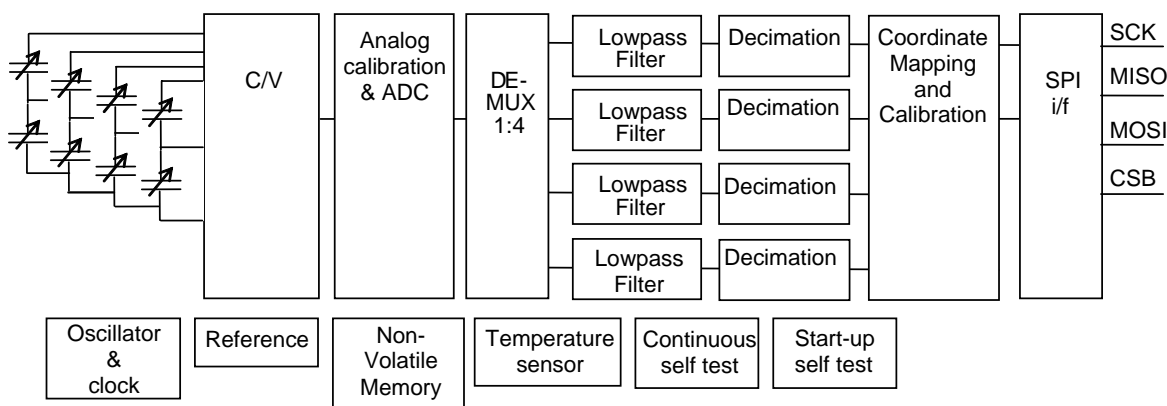 C/V
Analog
calibration
& ADC
DE-
MUX
1:4
Lowpass
Filter
Decimation
Lowpass
Filter
Decimation
Lowpass
Filter
Decimation
Lowpass
Filter
Decimation
Coordinate
Mapping
and
Calibration
SPI
i/f
SCK
MISO
MOSI
CSB
Oscillator
&
clock
Reference
Non-
Volatile
Memory
Temperature
sensor
Continuous
self test
Start-up
self test